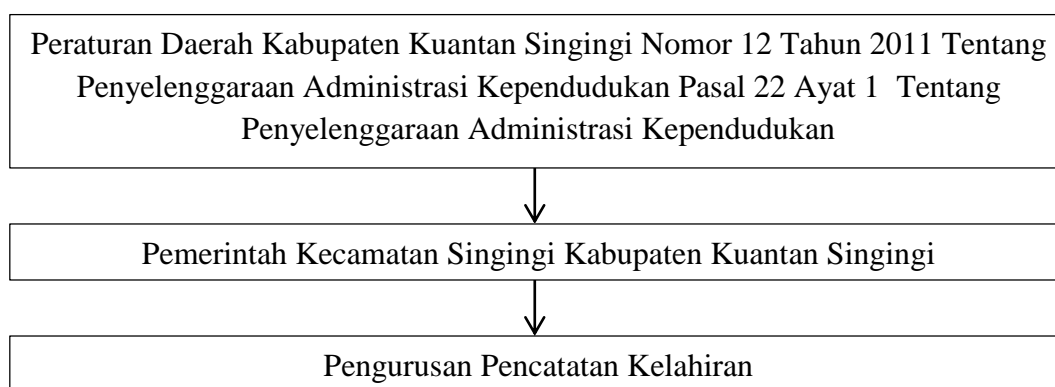 Peraturan Daerah Kabupaten Kuantan Singingi Nomor 12 Tahun 2011 Tentang
Penyelenggaraan Administrasi Kependudukan Pasal 22 Ayat 1 Tentang
Penyelenggaraan Administrasi Kependudukan
Pemerintah Kecamatan Singingi Kabupaten Kuantan Singingi
Pengurusan Pencatatan Kelahiran